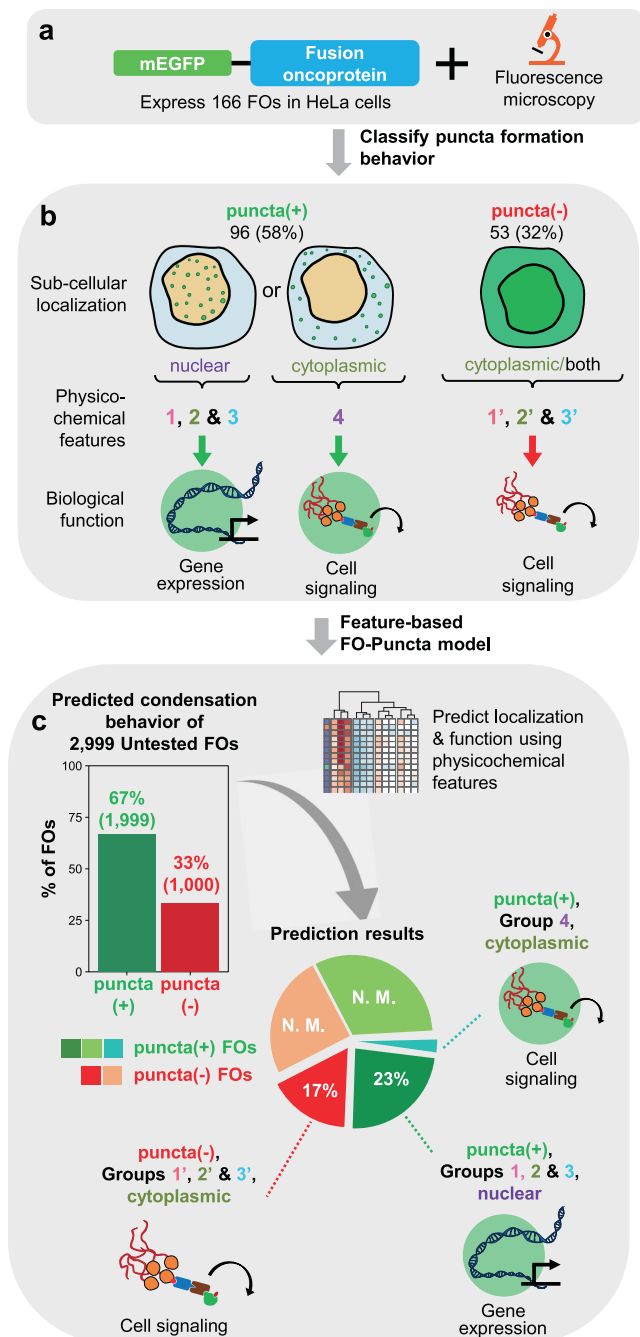 a
mEGFP
Fusion
oncoprotein
Express 166 FOs in HeLa cells
Fluorescence
microscopy
Classify puncta formation
behavior
b
puncta(+)
96 (58%)
puncta(-)
53 (32%)
Sub-cellular
localization
or
nuclear
cytoplasmic
cytoplasmic/both
Physico-
chemical
features
1, 2 & 3
4
1’, 2’ & 3’
Biological
function
Gene
expression
Cell
signaling
Cell
signaling
Feature-based
FO-Puncta model
c
Predicted condensation
behavior of
2,999 Untested FOs
Predict localization
& function using
physicochemical
features
% of FOs
100
75
50
25
0
67%
(1,999)
33%
(1,000)
puncta
(+)
puncta
(-)
puncta(+) FOs
puncta(-) FOs
Prediction results
N. M.
N. M.
17%
23%
puncta(+),
Group 4,
cytoplasmic
Cell
signaling
puncta(-),
Groups 1’, 2’ & 3’,
cytoplasmic
Cell signaling
puncta(+),
Groups 1, 2 & 3,
nuclear
Gene
expression